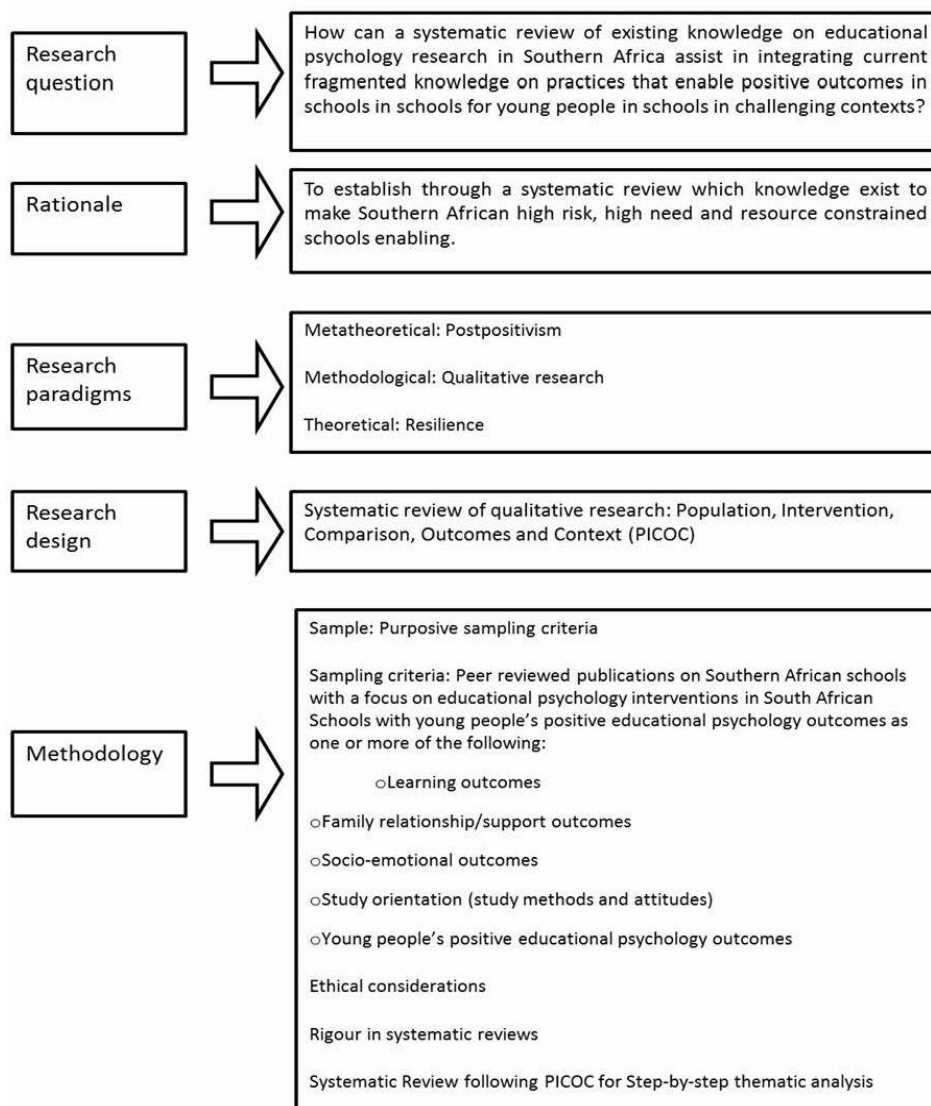 Research
question
How can a systematic review of existing knowledge on educational
psychology research in Southern Africa assist in integrating current
fragmented knowledge on practices that enable positive outcomes in
schools in schools for young people in schools in challenging contexts?
Rationale
To establish through a systematic review which knowledge exist to
make Southern African high risk, high need and resource constrained
schools enabling.
Research
paradigms
Metatheoretical: Postpositivism
Methodological: Qualitative research
Theoretical: Resilience
Research
design
Systematic review of qualitative research: Population, Intervention,
Comparison, Outcomes and Context (PICOC)
Methodology
Sample: Purposive sampling criteria
Sampling criteria: Peer reviewed publications on Southern African schools
with a focus on educational psychology interventions in South African
Schools with young people's positive educational psychology outcomes as
one or more of the following:
oLearning outcomes
oFamily relationship/support outcomes
oSocio-emotional outcomes
oStudy orientation (study methods and attitudes)
oYoung people's positive educational psychology outcomes
Ethical considerations
Rigour in systematic reviews
Systematic Review following PICOC for Step-by-step thematic analysis